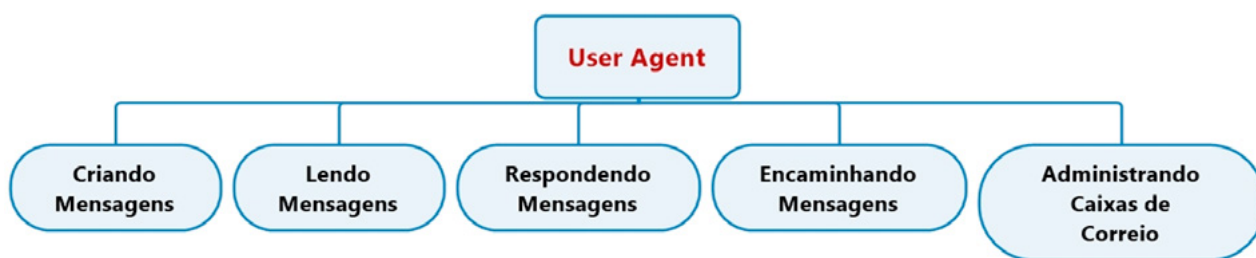 User Agent
Criando
Mensagens
Lendo
Mensagens
Respondendo
Mensagens
Encaminhando
Mensagens
Administrando
Caixas de
Correio